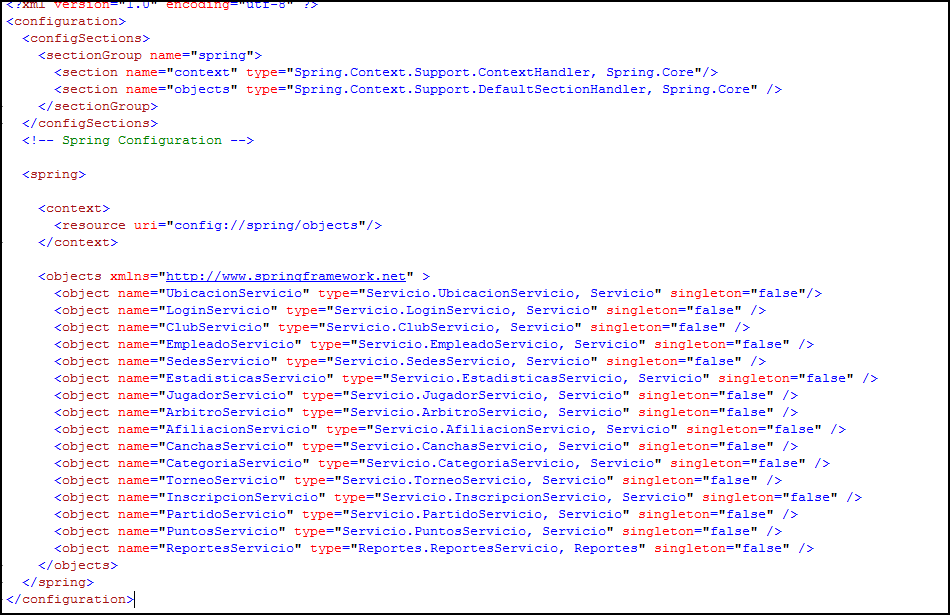 <?xml version="1.0" encoding="utf-8" ?>
<configuration>
<configSections>
<sectionGroup name="spring">
<section name="context" type="Spring.Context.Support.ContextHandler, Spring.Core"/>
<section name="objects" type="Spring.Context.Support.DefaultSectionHandler, Spring.Core" />
</sectionGroup>
</configSections>
<!-- Spring Configuration -->
<spring>
<context>
<resource uri="config://spring/objects"/>
</context>
<objects xmlns="http://www.springframework.net" >
<object name="UbicacionServicio" type="Servicio.UbicacionServicio, Servicio" singleton="false"/>
<object name="LoginServicio" type="Servicio.LoginServicio, Servicio" singleton="false" />
<object name="ClubServicio" type="Servicio.ClubServicio, Servicio" singleton="false" />
<object name="EmpleadoServicio" type="Servicio.EmpleadoServicio, Servicio" singleton="false" />
<object name="SedesServicio" type="Servicio.SedesServicio, Servicio" singleton="false" />
<object name="EstadisticasServicio" type="Servicio.EstadisticasServicio, Servicio" singleton="false" />
<object name="JugadorServicio" type="Servicio.JugadorServicio, Servicio" singleton="false" />
<object name="ArbitroServicio" type="Servicio.ArbitroServicio, Servicio" singleton="false" />
<object name="AfiliacionServicio" type="Servicio.AfiliacionServicio, Servicio" singleton="false" />
<object name="CanchasServicio" type="Servicio.CanchasServicio, Servicio" singleton="false" />
<object name="CategoriaServicio" type="Servicio.CategoriaServicio, Servicio" singleton="false" />
<object name="TorneoServicio" type="Servicio.TorneoServicio, Servicio" singleton="false" />
<object name="InscripcionServicio" type="Servicio.InscripcionServicio, Servicio" singleton="false" />
<object name="PartidoServicio" type="Servicio.PartidoServicio, Servicio" singleton="false" />
<object name="PuntosServicio" type="Servicio.PuntosServicio, Servicio" singleton="false" />
<object name="ReportesServicio" type="Reportes.ReportesServicio, Reportes" singleton="false" />
</objects>
</spring>
</configuration>